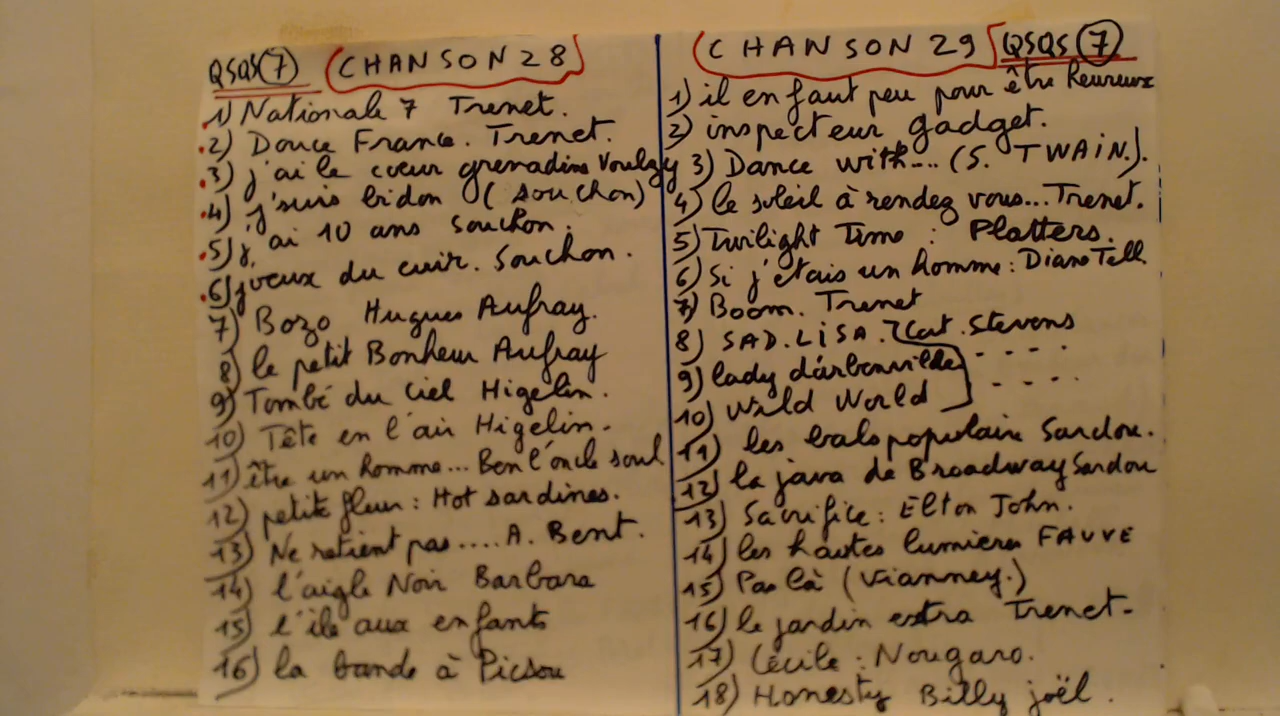 QSQS (7) (CHANSON 28)
1) Nationale 7 Trenet.
2) Douce France. Trenet.
3) j'ai le cœur grenadine Voulzy
4) j'suis bidon (Souchon)
5) j'ai 10 ans Souchon.
6) j'veux du cuir. Souchon.
7) Bozo Hugues Aufray.
8) le petit Bonheur Aufray
9) Tombé du Ciel Higelin.
10) Tête en l'air Higelin.
11) être un homme... Ben l'oncle soul
12) petite fleur : Hot sardines.
13) Ne retient pas.... A. Bent.
14) l'aigle Noir Barbara
15) l'île aux enfants
16) la bande à Picsou
(CHANSON 29) QSQS (7)
1) il en faut peu pour être heureux
2) inspecteur gadget.
3) Dance with... (S. TWAIN.).
4) le soleil à rendez vous... Trenet.
5) Twilight Time : Platters.
6) Si j'étais un homme : Diane Tell
7) Boom. Trenet
8) SAD. LISA. Cat. Stevens
9) lady d'arbanville - - - -
10) Wild World - - - -
11) les bals populaire Sardou.
12) la java de Broadway Sardou
13) Sacrifice : Elton John.
14) les hautes lumieres FAUVE
15) Pas là (Vianney.)
16) le jardin extra Trenet-
17) Cécile : Nougaro.
18) Honesty Billy joël.